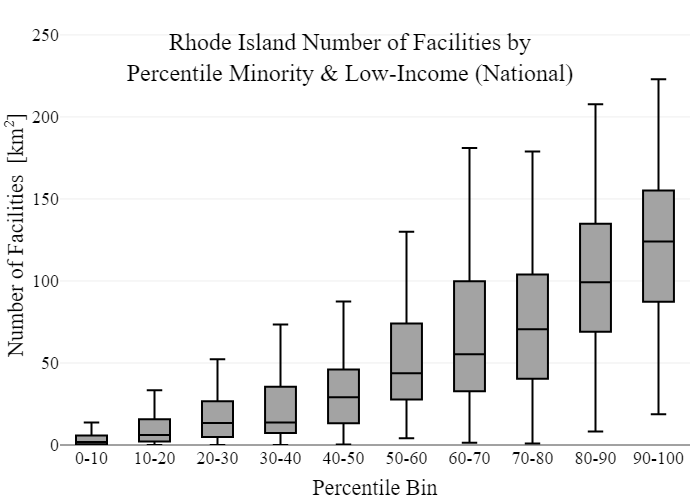 Rhode Island Number of Facilities by
Percentile Minority & Low-Income (National)
Number of Facilities [km²]
250
200
150
100
50
0
0-10 10-20 20-30 30-40 40-50 50-60 60-70 70-80 80-90 90-100
Percentile Bin